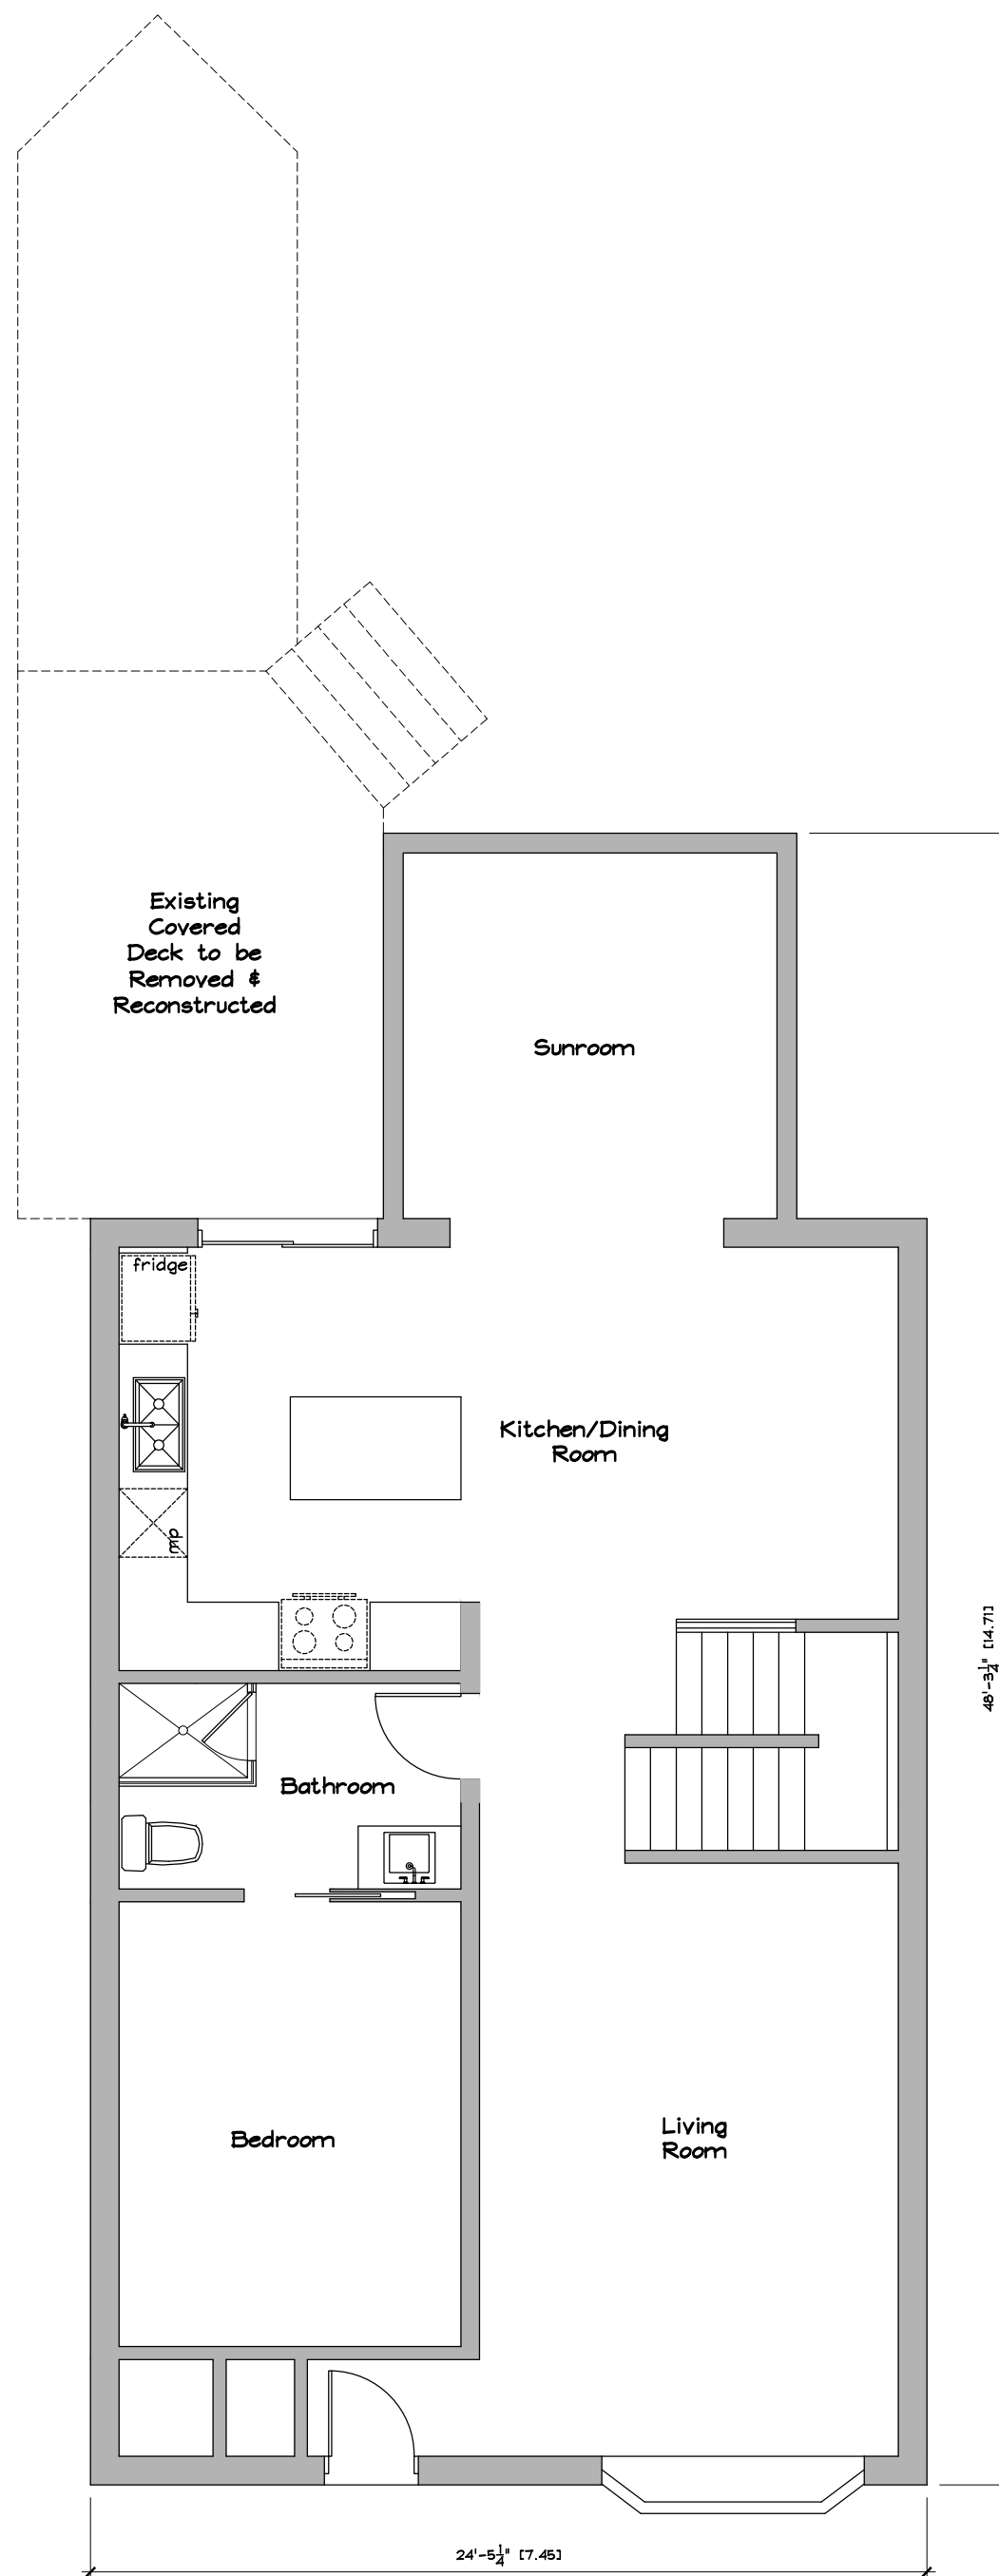 Existing
Covered
Deck to be
Removed &
Reconstructed
Sunroom
fridge
Kitchen/Dining
Room
dw
48'-3 1/4" [14.71]
Bathroom
Bedroom
Living
Room
24'-5 1/4" [7.45]